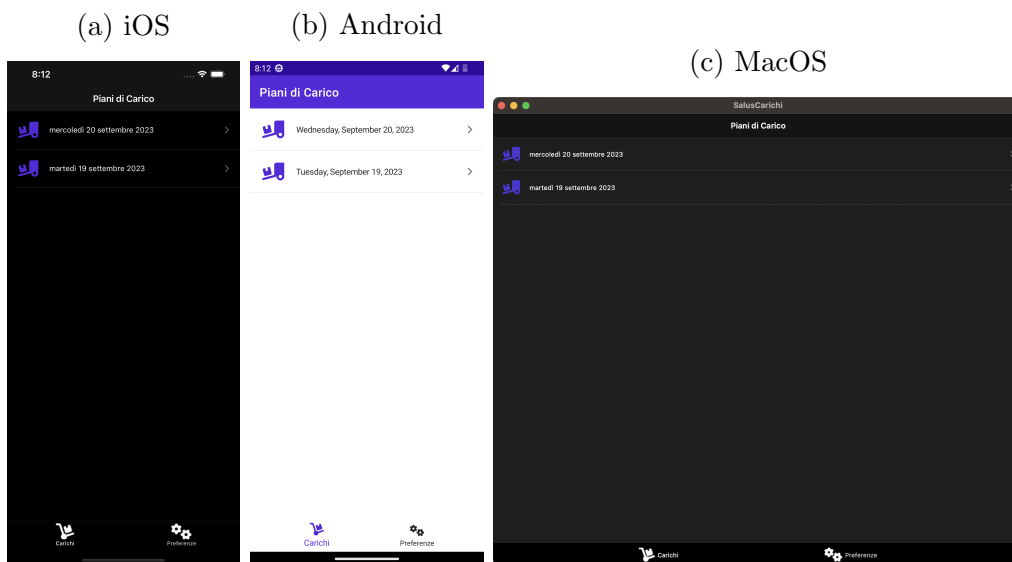 (a) iOS
8:12
Piani di Carico
mercoledì 20 settembre 2023
martedì 19 settembre 2023
Carichi
Preferenze
(b) Android
8:12
Piani di Carico
Wednesday, September 20, 2023
Tuesday, September 19, 2023
Carichi
Preferenze
(c) MacOS
SalusCarichi
Piani di Carico
mercoledì 20 settembre 2023
martedì 19 settembre 2023
Carichi
Preferenze